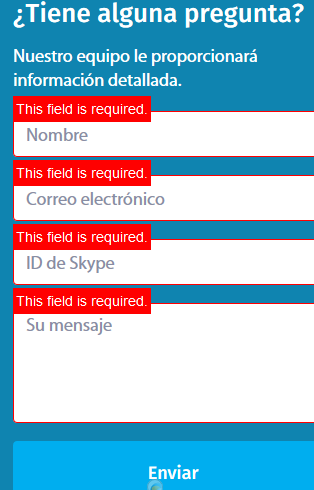 ¿Tiene alguna pregunta?
Nuestro equipo le proporcionará
información detallada.
This field is required.
Nombre
This field is required.
Correo electrónico
This field is required.
ID de Skype
This field is required.
Su mensaje
Enviar